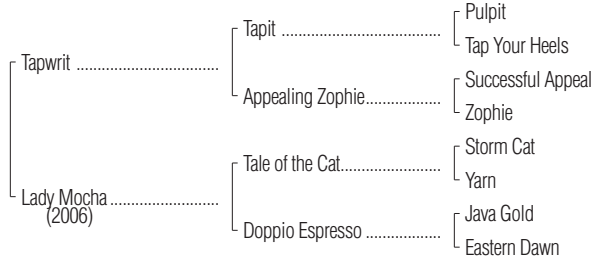 Pulpit
Tapit ........................................
Tap Your Heels
Tapwrit ....................................
Successful Appeal
Appealing Zophie...................
Zophie
Storm Cat
Tale of the Cat.........................
Yarn
Lady Mocha ...........................
(2006)
Java Gold
Doppio Espresso ...................
Eastern Dawn